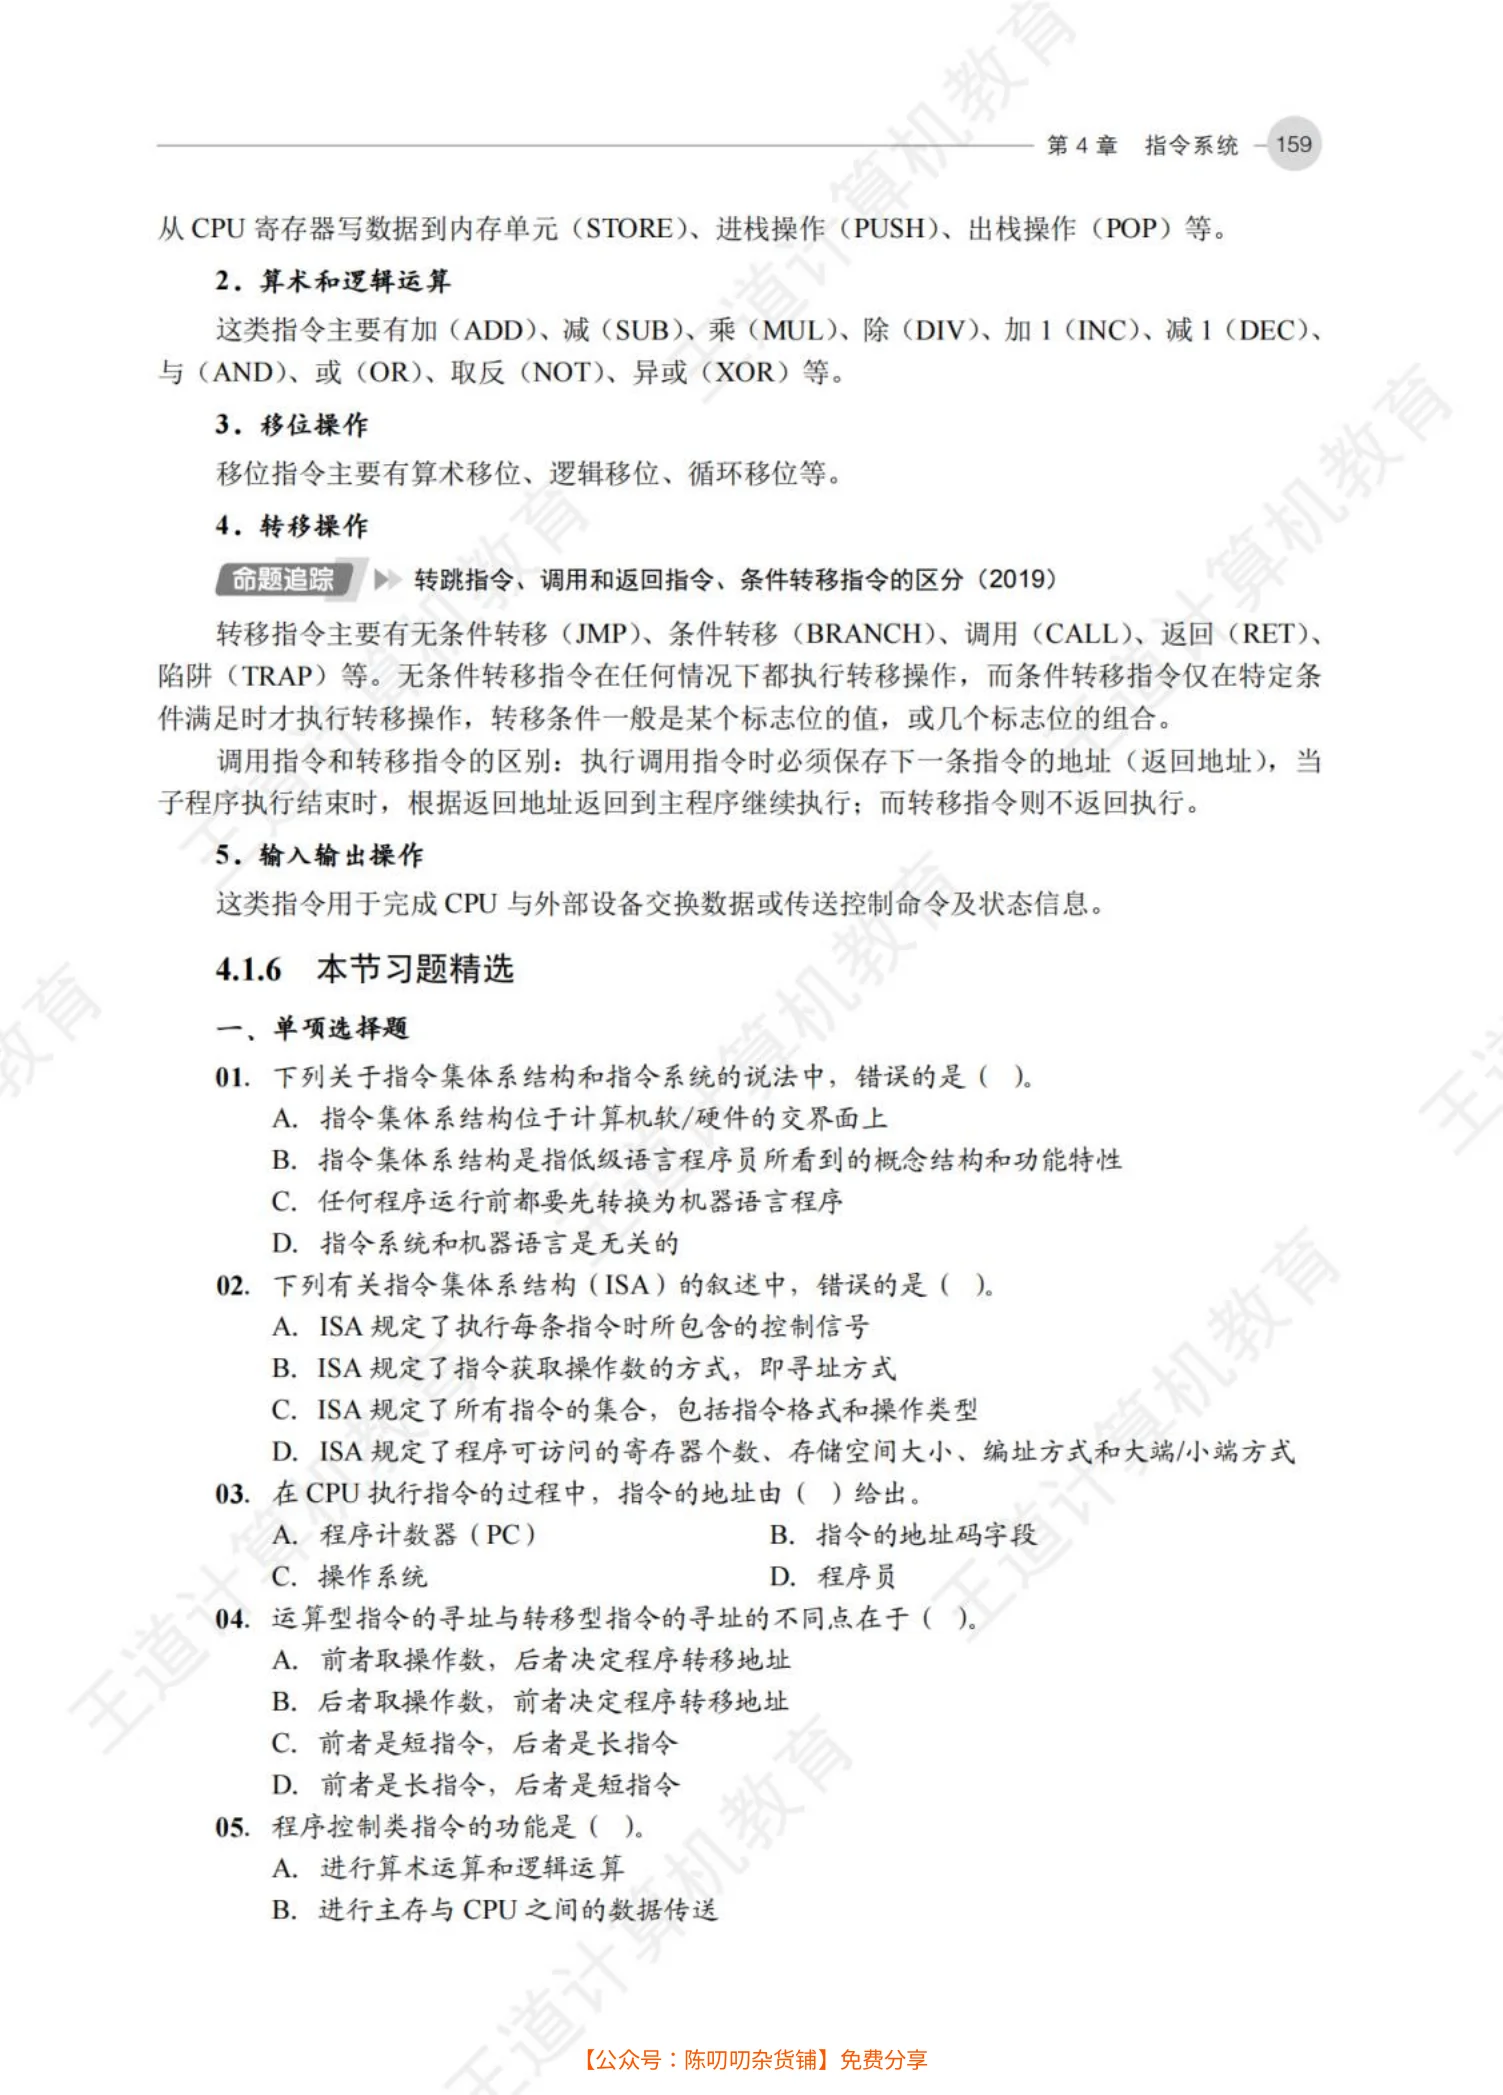 第 4 章 指令系统 159
从 CPU 寄存器写数据到内存单元（STORE）、进栈操作（PUSH）、出栈操作（POP）等。
2．算术和逻辑运算
这类指令主要有加（ADD）、减（SUB）、乘（MUL）、除（DIV）、加 1（INC）、减 1（DEC）、
与（AND）、或（OR）、取反（NOT）、异或（XOR）等。
3．移位操作
移位指令主要有算术移位、逻辑移位、循环移位等。
4．转移操作
命题追踪 转跳指令、调用和返回指令、条件转移指令的区分（2019）
转移指令主要有无条件转移（JMP）、条件转移（BRANCH）、调用（CALL）、返回（RET）、
陷阱（TRAP）等。无条件转移指令在任何情况下都执行转移操作，而条件转移指令仅在特定条
件满足时才执行转移操作，转移条件一般是某个标志位的值，或几个标志位的组合。
调用指令和转移指令的区别：执行调用指令时必须保存下一条指令的地址（返回地址），当
子程序执行结束时，根据返回地址返回到主程序继续执行；而转移指令则不返回执行。
5．输入输出操作
这类指令用于完成 CPU 与外部设备交换数据或传送控制命令及状态信息。
4.1.6 本节习题精选
一、单项选择题
01. 下列关于指令集体系结构和指令系统的说法中，错误的是（ ）。
A. 指令集体系结构位于计算机软/硬件的交界面上
B. 指令集体系结构是指低级语言程序员所看到的概念结构和功能特性
C. 任何程序运行前都要先转换为机器语言程序
D. 指令系统和机器语言是无关的
02. 下列有关指令集体系结构（ISA）的叙述中，错误的是（ ）。
A. ISA 规定了执行每条指令时所包含的控制信号
B. ISA 规定了指令获取操作数的方式，即寻址方式
C. ISA 规定了所有指令的集合，包括指令格式和操作类型
D. ISA 规定了程序可访问的寄存器个数、存储空间大小、编址方式和大端/小端方式
03. 在 CPU 执行指令的过程中，指令的地址由（ ）给出。
A. 程序计数器（PC） B. 指令的地址码字段
C. 操作系统 D. 程序员
04. 运算型指令的寻址与转移型指令的寻址的不同点在于（ ）。
A. 前者取操作数，后者决定程序转移地址
B. 后者取操作数，前者决定程序转移地址
C. 前者是短指令，后者是长指令
D. 前者是长指令，后者是短指令
05. 程序控制类指令的功能是（ ）。
A. 进行算术运算和逻辑运算
B. 进行主存与 CPU 之间的数据传送
【公众号：陈叨叨杂货铺】免费分享
王道计算机教育